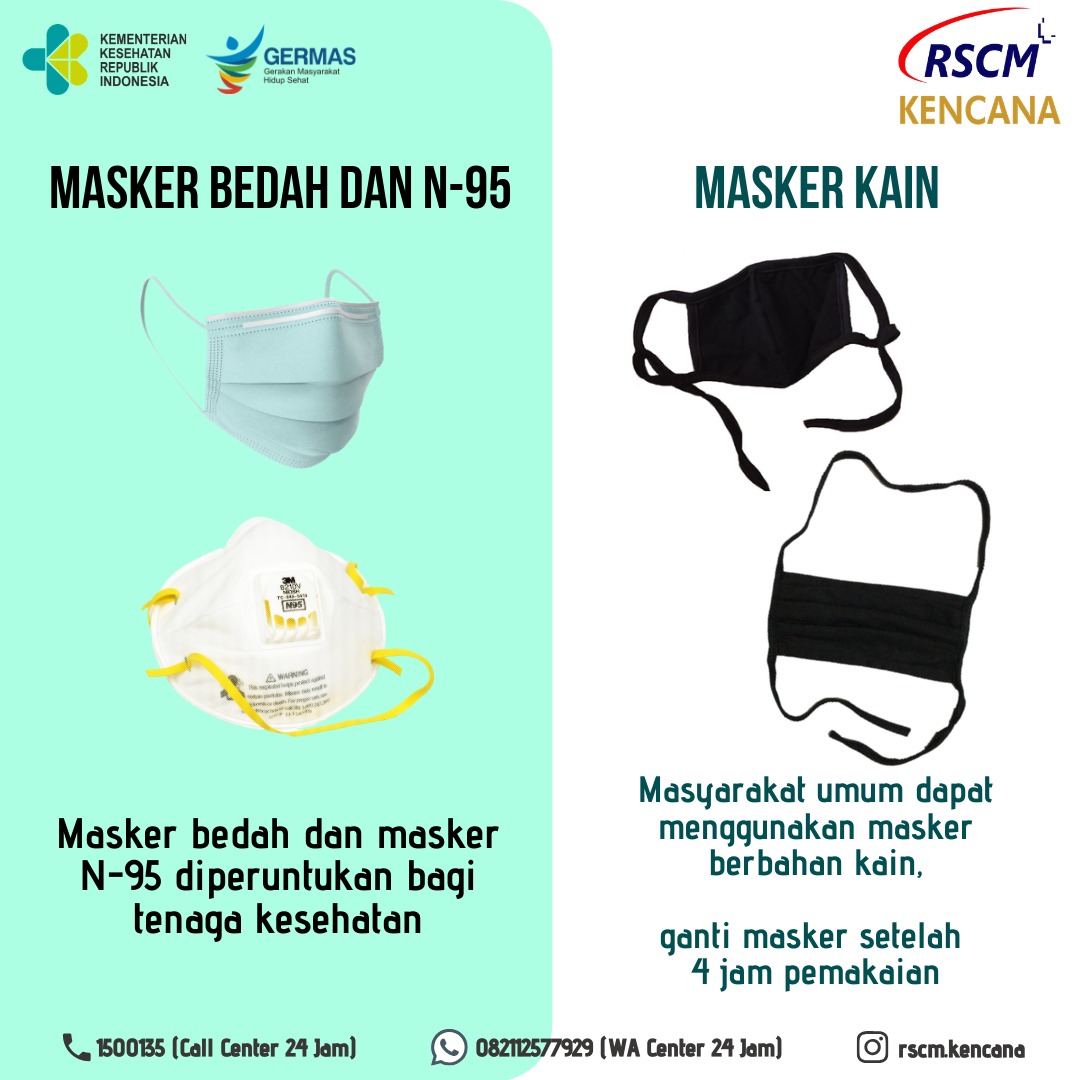 KEMENTERIAN
KESEHATAN
REPUBLIK
INDONESIA
GERMAS
Gerakan Masyarakat
Hidup Sehat
RSCM
KENCANA
MASKER BEDAH DAN N-95
3M
8210V
NIOSH
N95
WARNING
Masker bedah dan masker
N-95 diperuntukan bagi
tenaga kesehatan
MASKER KAIN
Masyarakat umum dapat
menggunakan masker
berbahan kain,
ganti masker setelah
4 jam pemakaian
1500135 (Call Center 24 Jam)
082112577929 (WA Center 24 Jam)
rscm.kencana